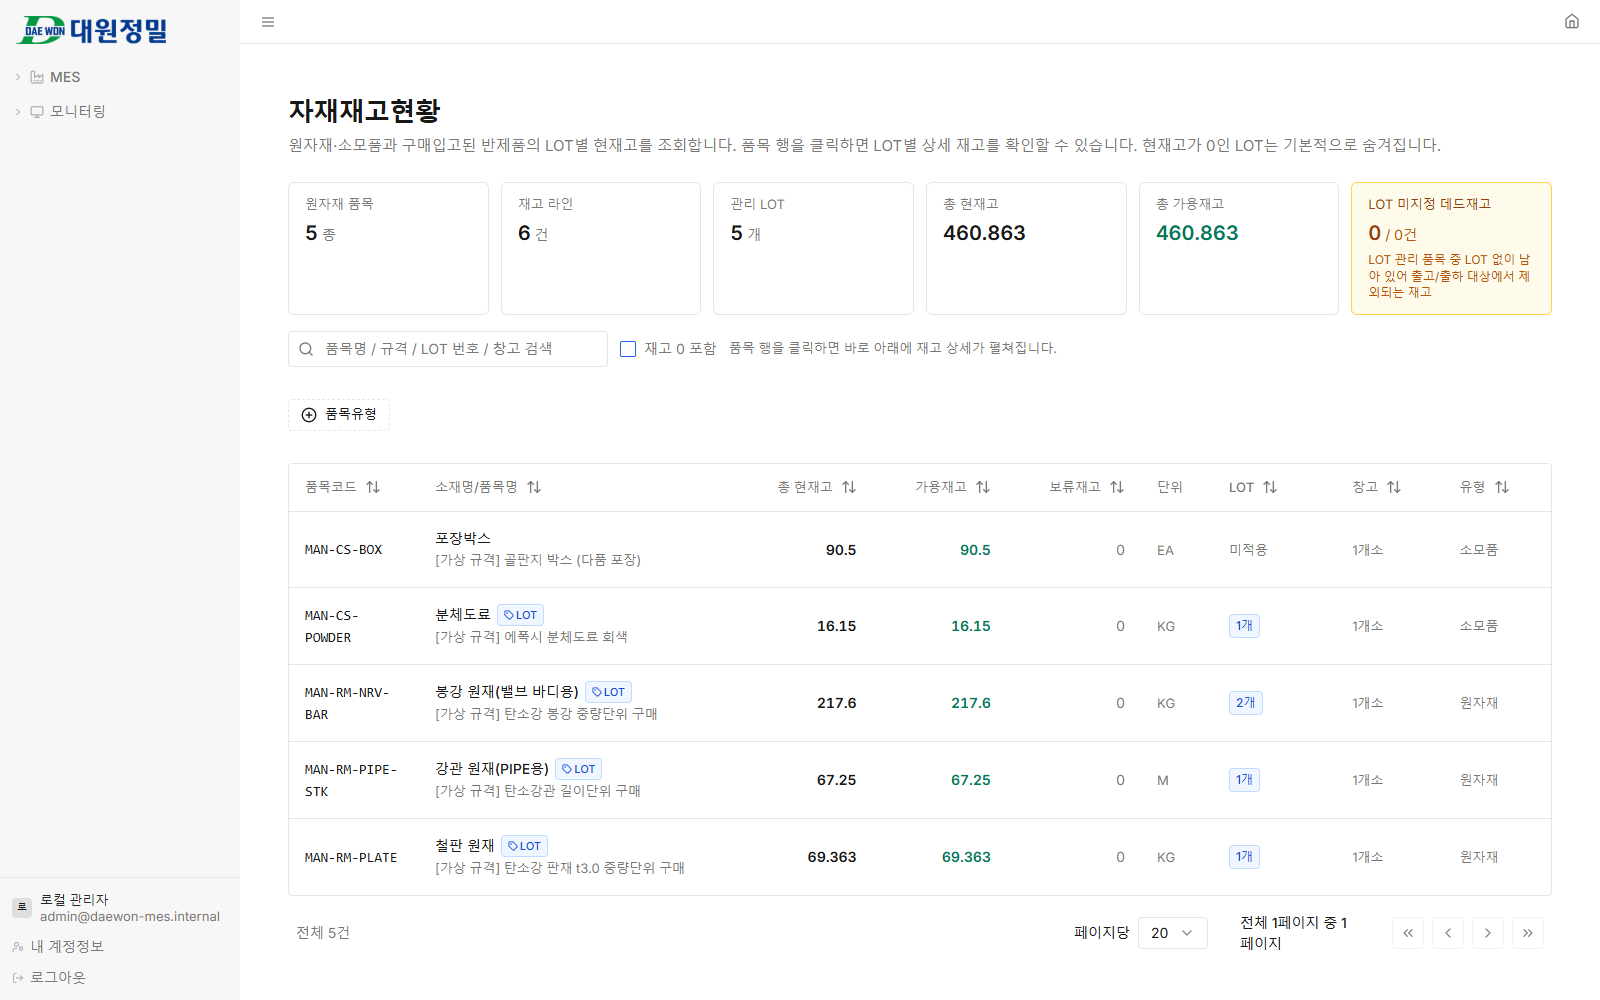 DAE WON 대원정밀
MES
모니터링
자재재고현황
원자재·소모품과 구매입고된 반제품의 LOT별 현재고를 조회합니다. 품목 행을 클릭하면 LOT별 상세 재고를 확인할 수 있습니다. 현재고가 0인 LOT는 기본적으로 숨겨집니다.
원자재 품목
5 종
재고 라인
6 건
관리 LOT
5 개
총 현재고
460.863
총 가용재고
460.863
LOT 미지정 데드재고
0 / 0건
LOT 관리 품목 중 LOT 없이 남
아 있어 출고/출하 대상에서 제
외되는 재고
품목명 / 규격 / LOT 번호 / 창고 검색
재고 0 포함
품목 행을 클릭하면 바로 아래에 재고 상세가 펼쳐집니다.
품목유형
품목코드 소재명/품목명 총 현재고 가용재고 보류재고 단위 LOT 창고 유형
MAN-CS-BOX
포장박스
[가상 규격] 골판지 박스 (다품 포장)
90.5 90.5 0 EA 미적용 1개소 소모품
MAN-CS-
POWDER
분체도료 LOT
[가상 규격] 에폭시 분체도료 회색
16.15 16.15 0 KG 1개 1개소 소모품
MAN-RM-NRV-
BAR
봉강 원재(밸브 바디용) LOT
[가상 규격] 탄소강 봉강 중량단위 구매
217.6 217.6 0 KG 2개 1개소 원자재
MAN-RM-PIPE-
STK
강관 원재(PIPE용) LOT
[가상 규격] 탄소강관 길이단위 구매
67.25 67.25 0 M 1개 1개소 원자재
MAN-RM-PLATE
철판 원재 LOT
[가상 규격] 탄소강 판재 t3.0 중량단위 구매
69.363 69.363 0 KG 1개 1개소 원자재
전체 5건
페이지당 20
전체 1페이지 중 1
페이지
로
로컬 관리자
admin@daewon-mes.internal
내 계정정보
로그아웃